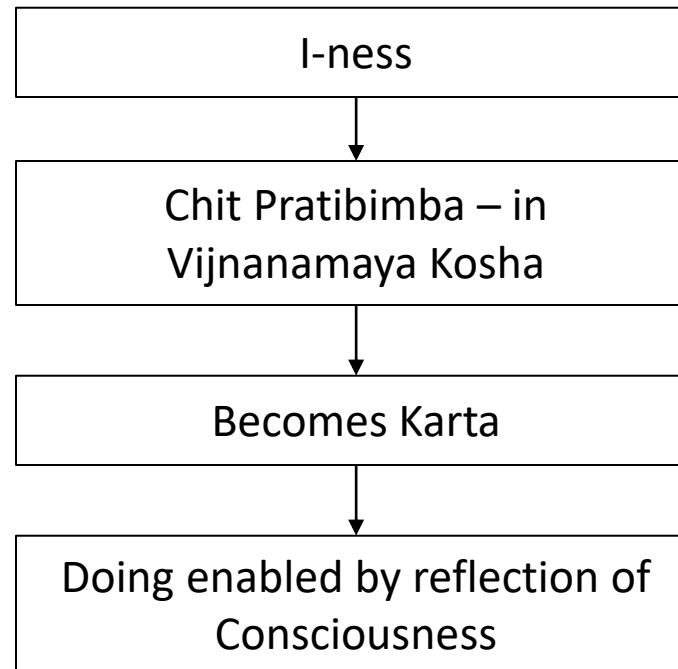 I-ness
Chit Pratibimba – in
Vijnanamaya Kosha
Becomes Karta
Doing enabled by reflection of
Consciousness